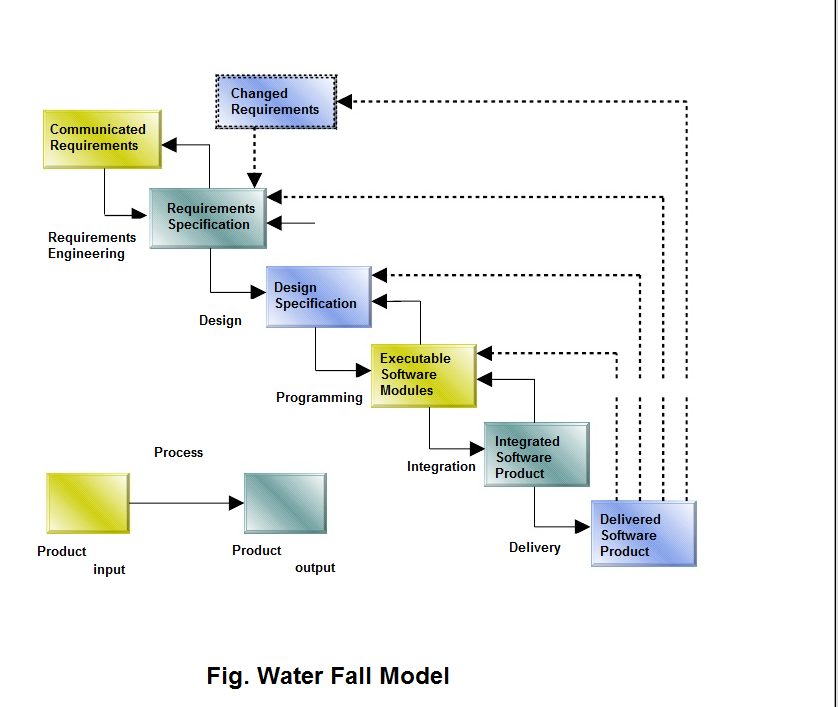 Changed
Requirements
Communicated
Requirements
Requirements
Specification
Requirements
Engineering
Design
Specification
Design
Executable
Software
Modules
Programming
Integrated
Software
Product
Integration
Process
Delivered
Software
Product
Delivery
Product
input
Product
output
Fig. Water Fall Model